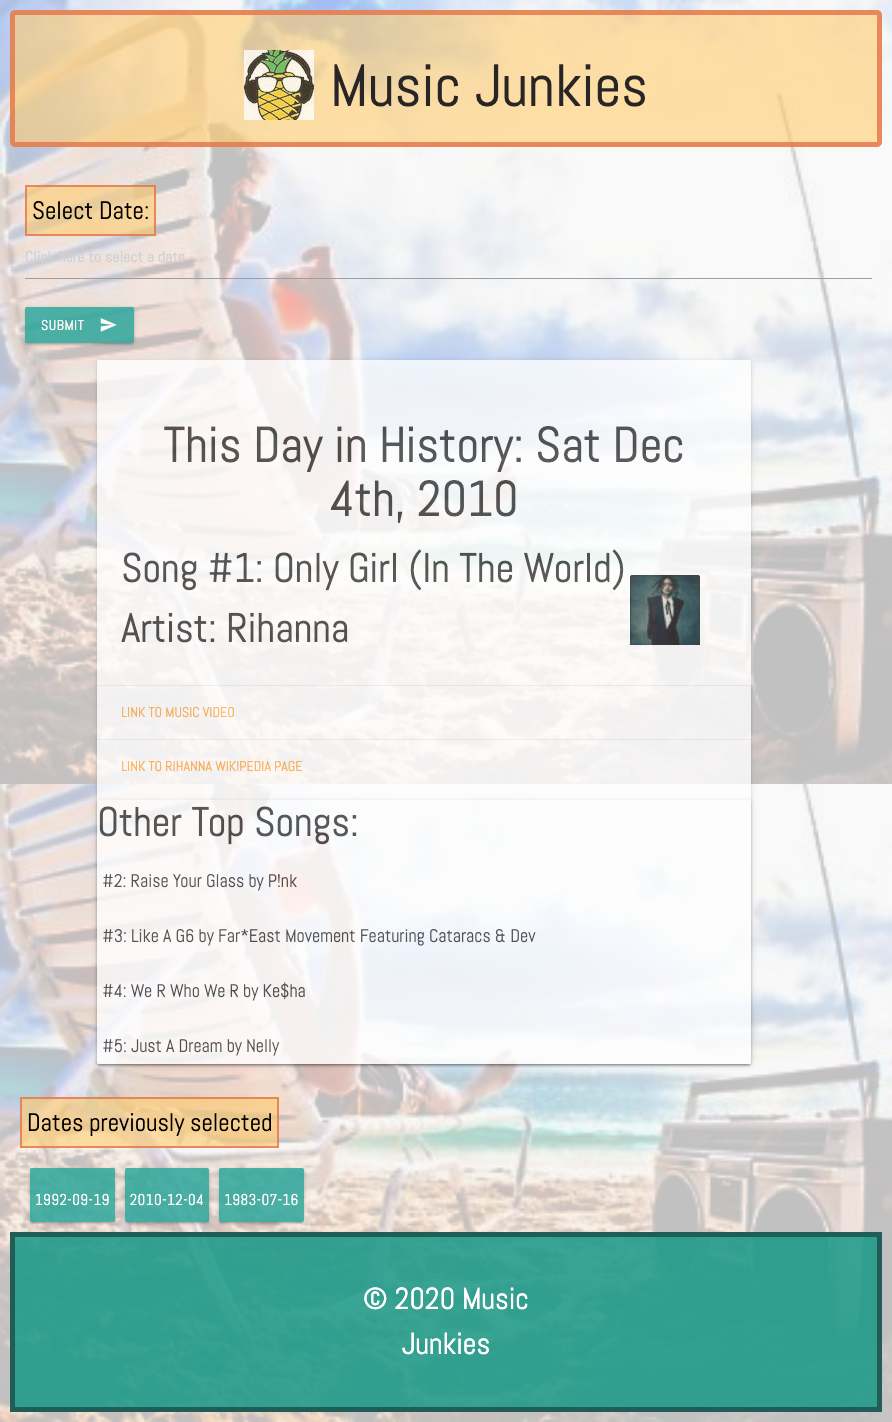 Music Junkies
Select Date:
Click here to select a date
SUBMIT
This Day in History: Sat Dec
4th, 2010
Song #1: Only Girl (In The World)
Artist: Rihanna
LINK TO MUSIC VIDEO
LINK TO RIHANNA WIKIPEDIA PAGE
Other Top Songs:
#2: Raise Your Glass by P!nk
#3: Like A G6 by Far*East Movement Featuring Cataracs & Dev
#4: We R Who We R by Ke$ha
#5: Just A Dream by Nelly
Dates previously selected
1992-09-19 2010-12-04 1983-07-16
© 2020 Music
Junkies